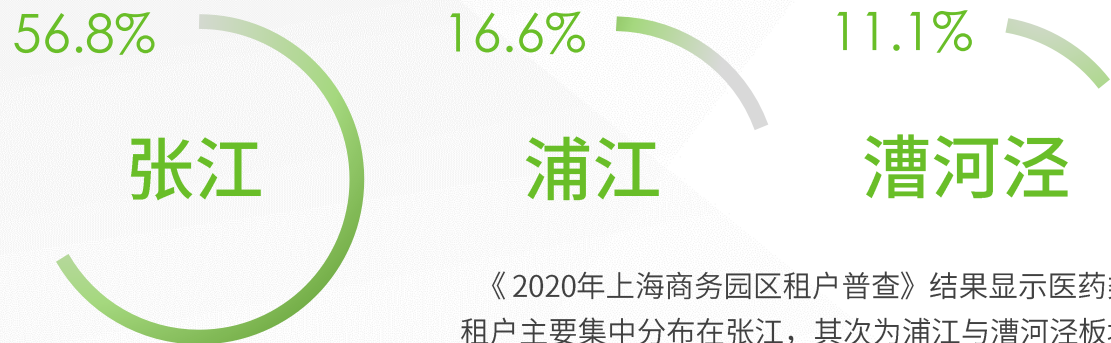 56.8%
16.6%
11.1%
张江
浦江
漕河泾
《 2020年上海商务园区租户普查》结果显示医药
租户主要集中分布在张江，其次为浦江与漕河泾板